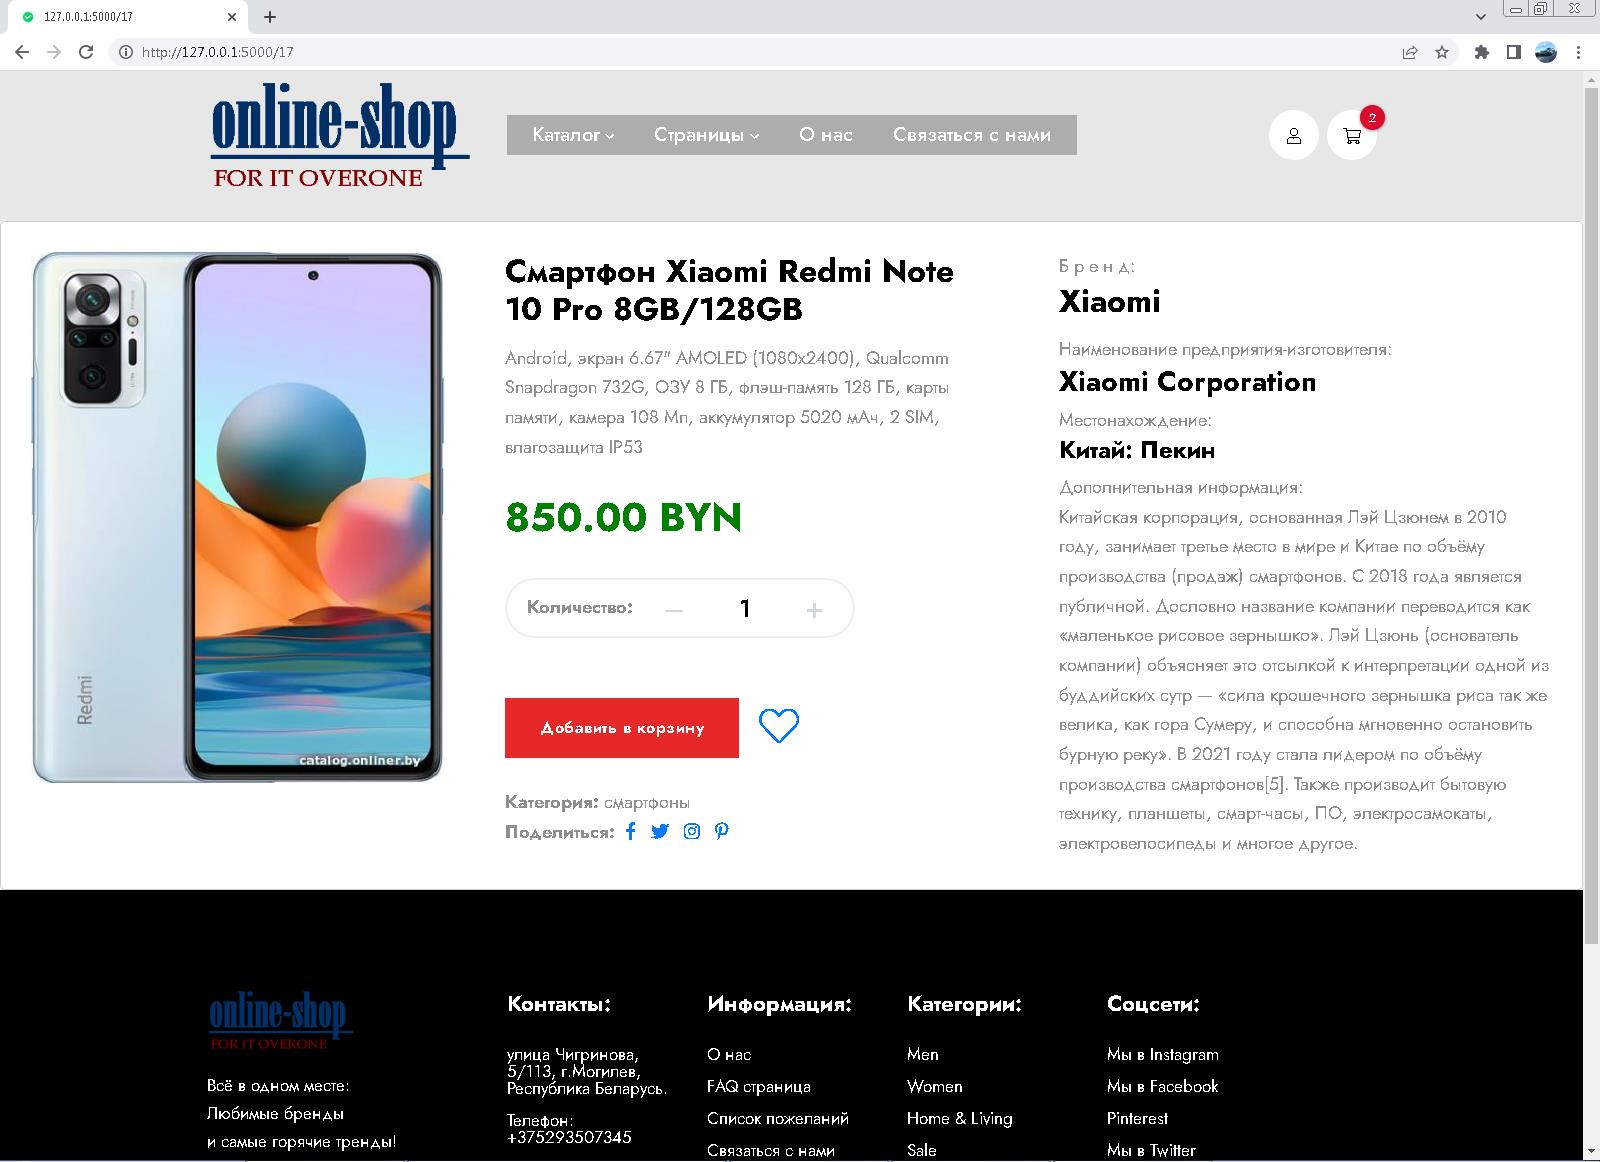 127.0.0.1:5000/17
http://127.0.0.1:5000/17
online-shop
FOR IT OVERONE
Каталог
Страницы
О нас
Связаться с нами
2
Redmi
catalog.onliner.by
Смартфон Xiaomi Redmi Note
10 Pro 8GB/128GB
Android, экран 6.67" AMOLED (1080x2400), Qualcomm
Snapdragon 732G, ОЗУ 8 ГБ, флэш-память 128 ГБ, карты
памяти, камера 108 Мп, аккумулятор 5020 мАч, 2 SIM,
влагозащита IP53
850.00 BYN
Количество: — 1 +
Добавить в корзину
Категория: смартфоны
Поделиться:
Бренд:
Xiaomi
Наименование предприятия-изготовителя:
Xiaomi Corporation
Местонахождение:
Китай: Пекин
Дополнительная информация:
Китайская корпорация, основанная Лэй Цзюнем в 2010
году, занимает третье место в мире и Китае по объёму
производства (продаж) смартфонов. С 2018 года является
публичной. Дословно название компании переводится как
«маленькое рисовое зернышко». Лэй Цзюнь (основатель
компании) объясняет это отсылкой к интерпретации одной из
буддийских сутр — «сила крошечного зернышка риса так же
велика, как гора Сумеру, и способна мгновенно остановить
бурную реку». В 2021 году стала лидером по объёму
производства смартфонов[5]. Также производит бытовую
технику, планшеты, смарт-часы, ПО, электросамокаты,
электровелосипеды и многое другое.
online-shop
FOR IT OVERONE
Всё в одном месте:
Любимые бренды
и самые горячие тренды!
Контакты:
улица Чигринова,
5/113, г.Могилев,
Республика Беларусь.
Телефон:
+375293507345
Информация:
О нас
FAQ страница
Список пожеланий
Связаться с нами
Категории:
Men
Women
Home & Living
Sale
Соцсети:
Мы в Instagram
Мы в Facebook
Pinterest
Мы в Twitter